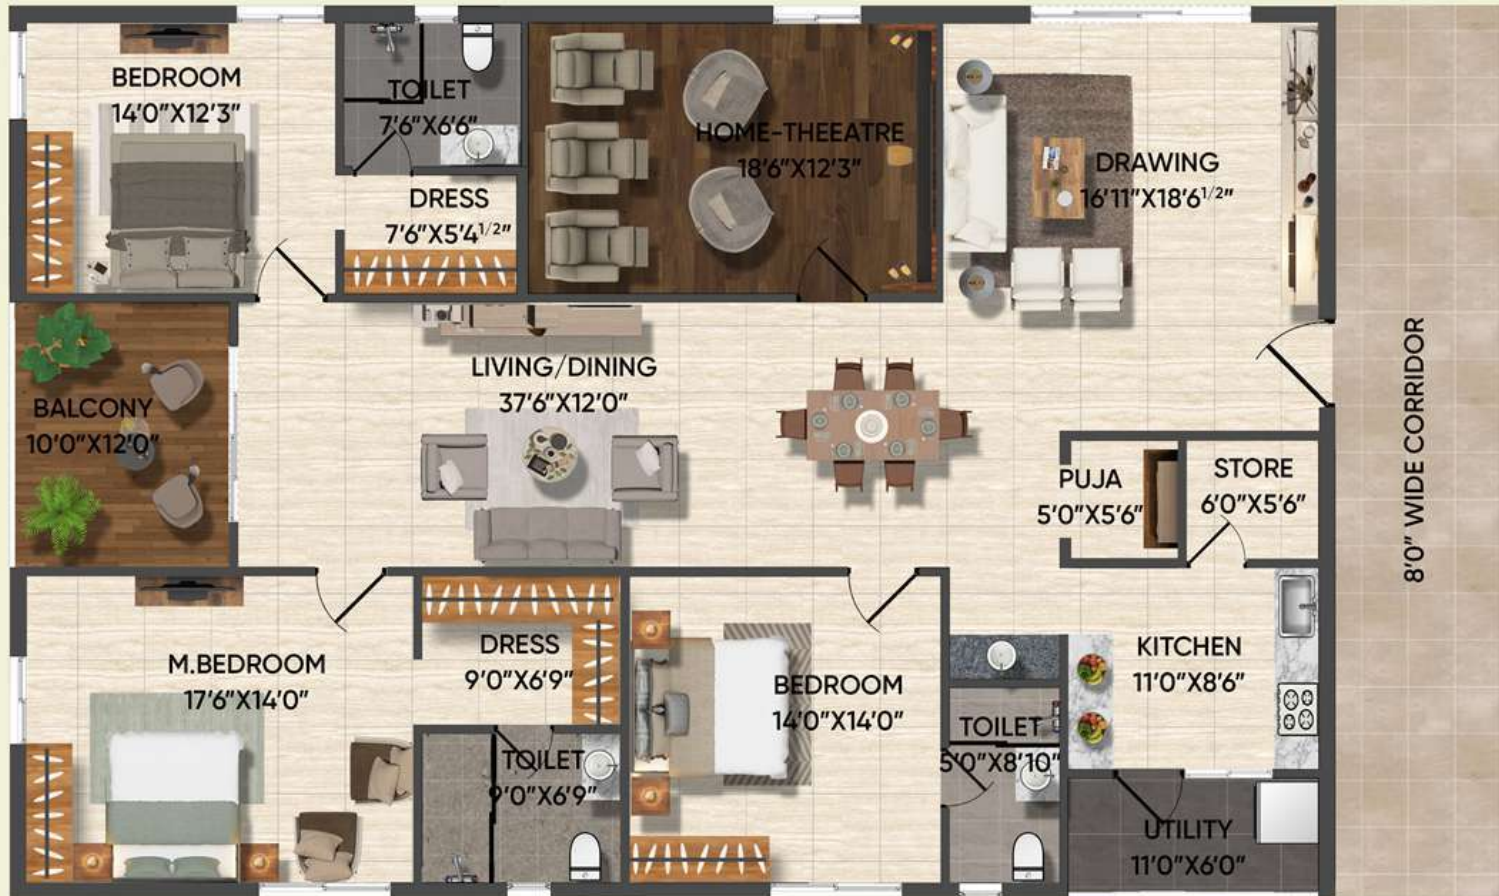 BEDROOM
14'0"X12'3"
TOILET
7'6"X6'6"
DRESS
7'6"X5'4 1/2"
HOME-THEEATRE
18'6"X12'3"
DRAWING
16'11"X18'6 1/2"
LIVING/DINING
37'6"X12'0"
BALCONY
10'0"X12'0"
PUJA
5'0"X5'6"
STORE
6'0"X5'6"
8'0" WIDE CORRIDOR
M.BEDROOM
17'6"X14'0"
DRESS
9'0"X6'9"
TOILET
9'0"X6'9"
BEDROOM
14'0"X14'0"
TOILET
5'0"X8'10"
KITCHEN
11'0"X8'6"
UTILITY
11'0"X6'0"